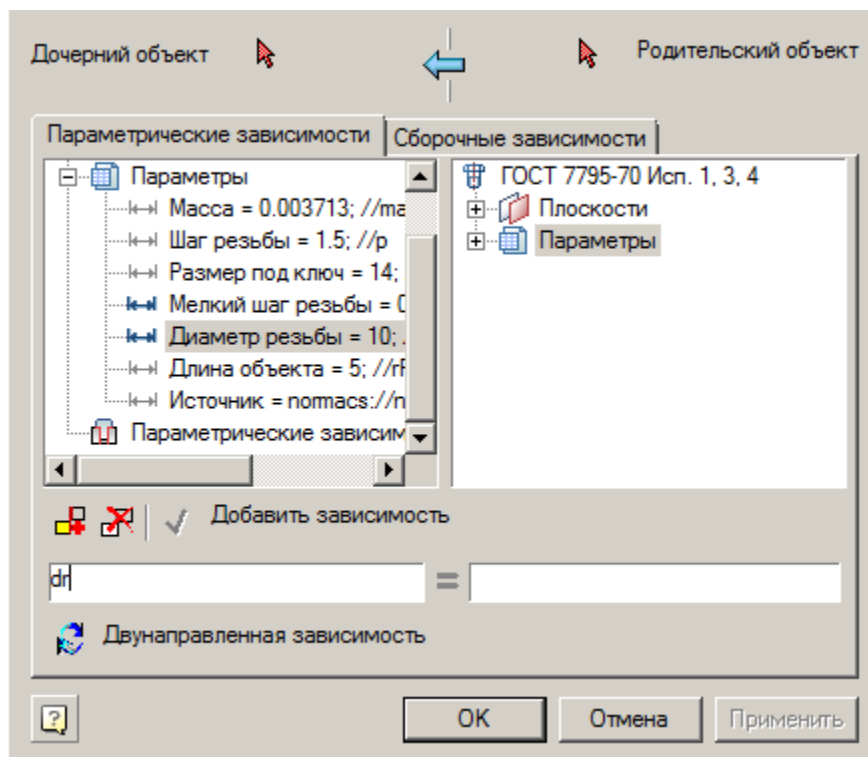 Дочерний объект
Родительский объект
Параметрические зависимости
Сборочные зависимости
Параметры
Масса = 0.003713; //ma
Шаг резьбы = 1.5; //p
Размер под ключ = 14;
Мелкий шаг резьбы = 0
Диаметр резьбы = 10; .
Длина объекта = 5; //rF
Источник = normacs://n
Параметрические зависим
ГОСТ 7795-70 Исп. 1, 3, 4
Плоскости
Параметры
Добавить зависимость
dr
=
Двунаправленная зависимость
?
OK
Отмена
Применить